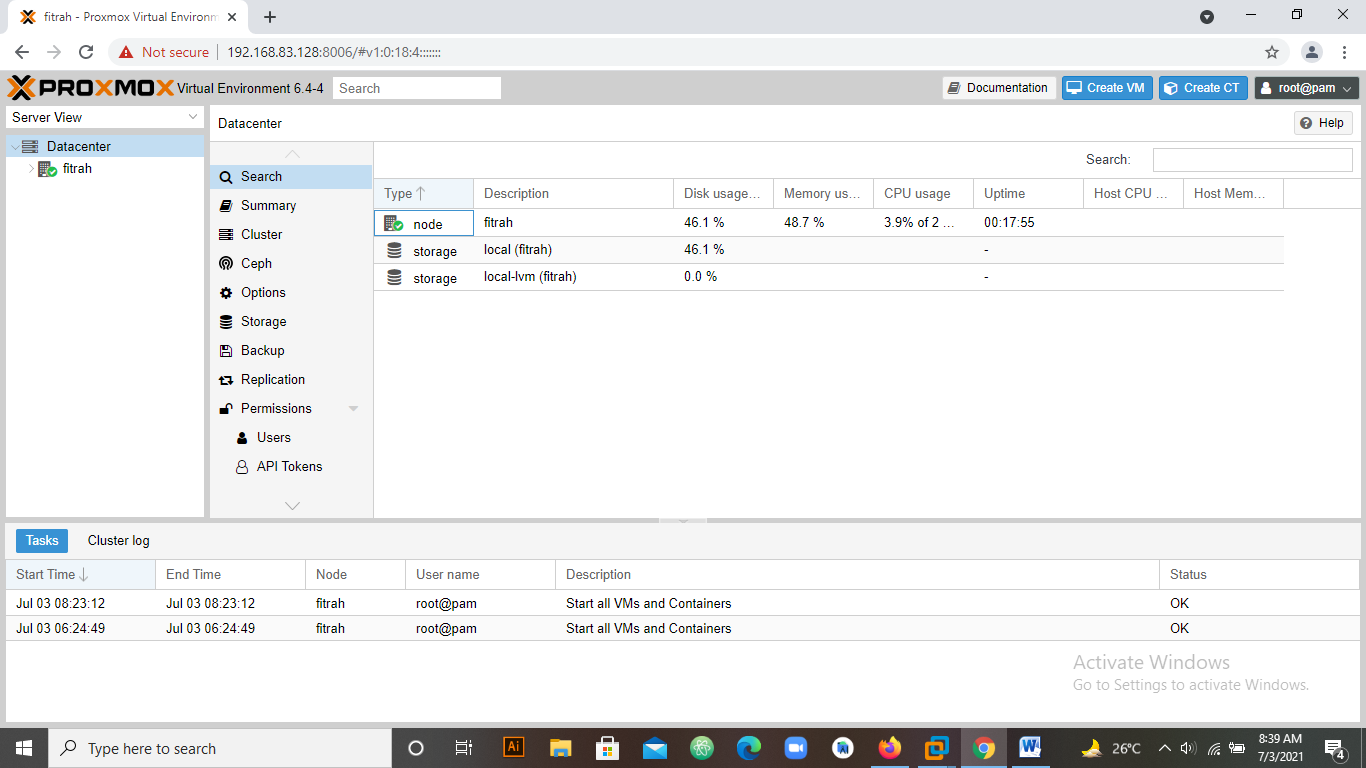 fitrah - Proxmox Virtual Environm
Not secure 192.168.83.128:8006/#v1:0:18:4:::::::
PROXMOX Virtual Environment 6.4-4 Search Documentation Create VM Create CT root@pam
Server View
Datacenter
fitrah
Datacenter Help
Search
Summary
Cluster
Ceph
Options
Storage
Backup
Replication
Permissions
Users
API Tokens
Search:
Type Description Disk usage... Memory us... CPU usage Uptime Host CPU ... Host Mem...
node fitrah 46.1 % 48.7 % 3.9% of 2 ... 00:17:55
storage local (fitrah) 46.1 % -
storage local-lvm (fitrah) 0.0 % -
Tasks Cluster log
Start Time End Time Node User name Description Status
Jul 03 08:23:12 Jul 03 08:23:12 fitrah root@pam Start all VMs and Containers OK
Jul 03 06:24:49 Jul 03 06:24:49 fitrah root@pam Start all VMs and Containers OK
Activate Windows
Go to Settings to activate Windows.
Type here to search Ai W 26°C 8:39 AM
7/3/2021 4